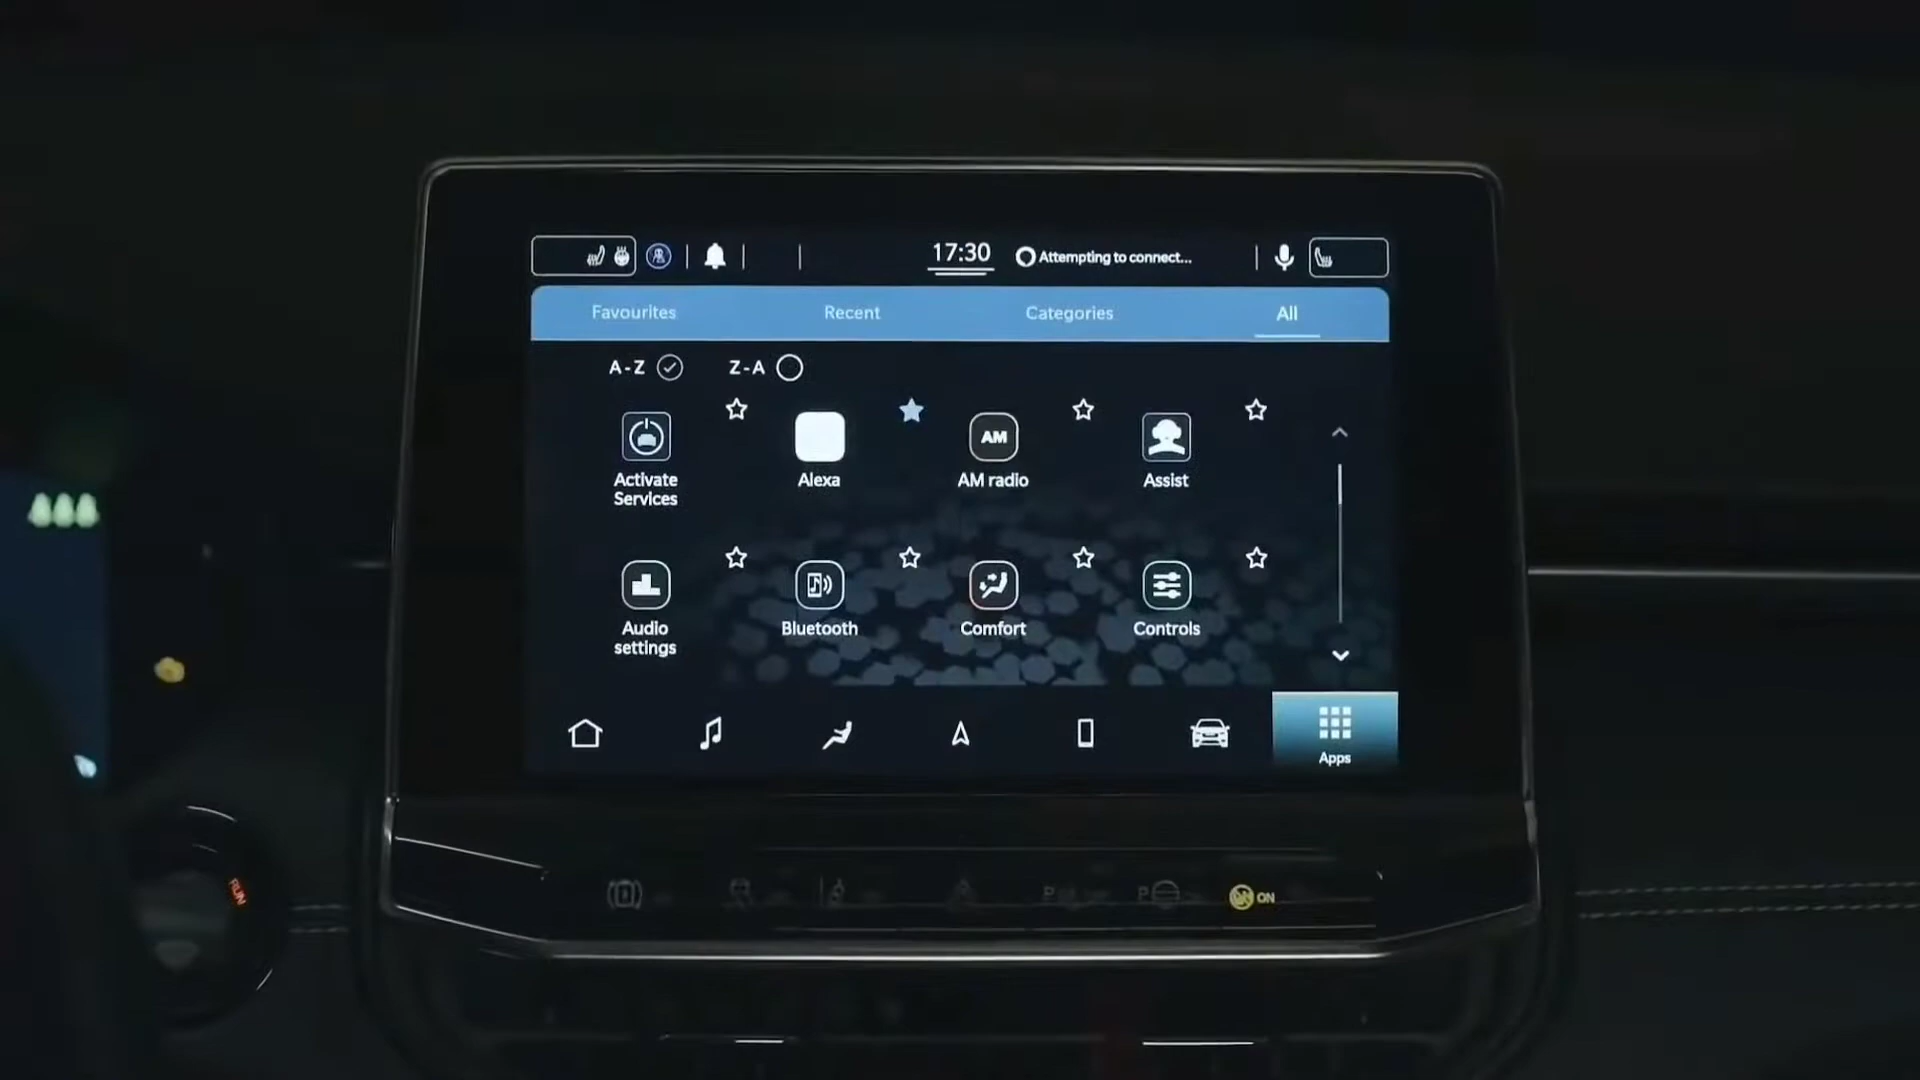 17:30 Attempting to connect...
Favourites Recent Categories All
A-Z Z-A
AM
Activate
Services
Alexa
AM radio
Assist
Audio
settings
Bluetooth
Comfort
Controls
Apps
RUN
P
P
ON